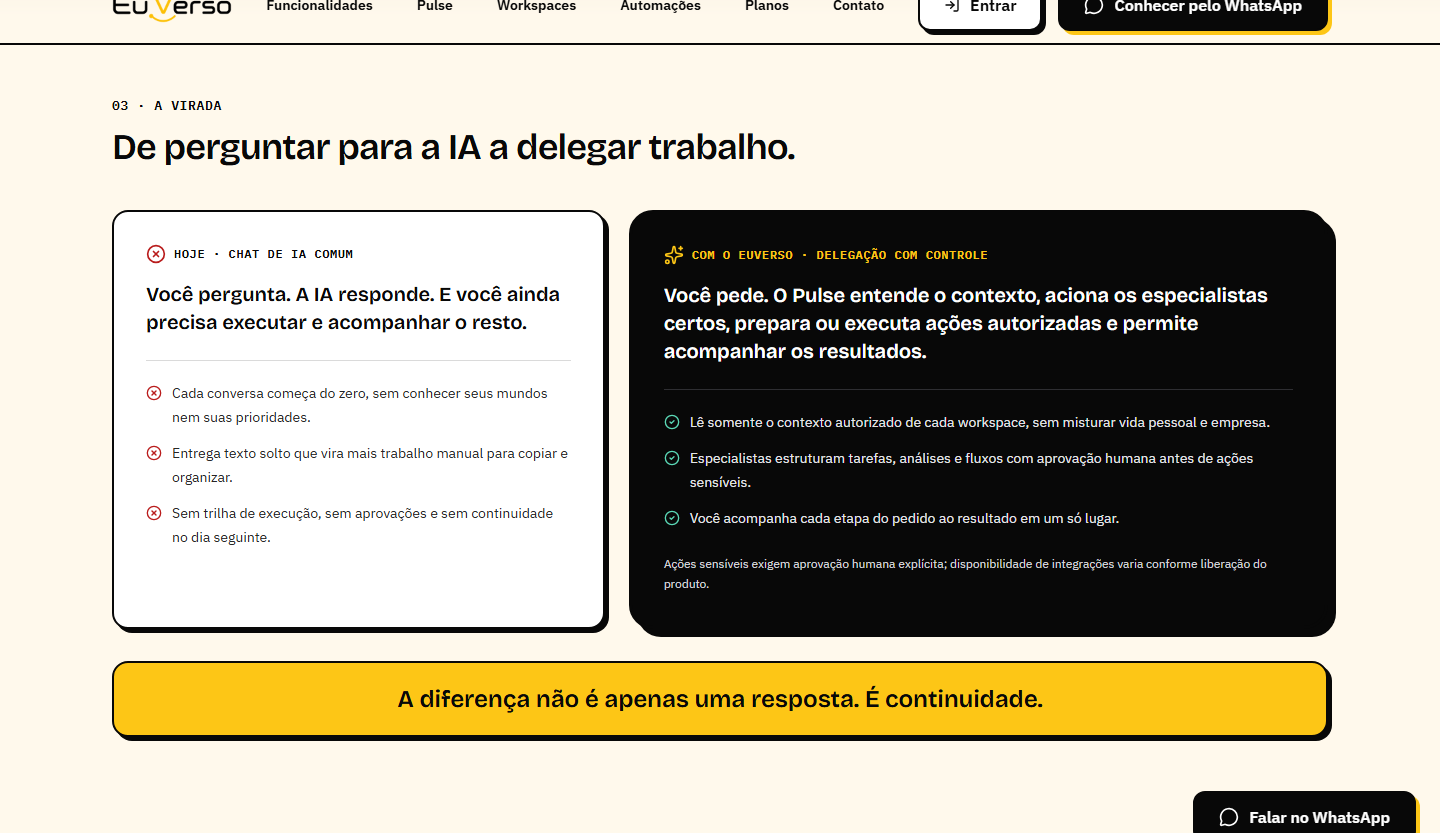 EuVerso
Funcionalidades
Pulse
Workspaces
Automações
Planos
Contato
Entrar
Conhecer pelo WhatsApp
03 · A VIRADA
De perguntar para a IA a delegar trabalho.
HOJE · CHAT DE IA COMUM
Você pergunta. A IA responde. E você ainda
precisa executar e acompanhar o resto.
Cada conversa começa do zero, sem conhecer seus mundos
nem suas prioridades.
Entrega texto solto que vira mais trabalho manual para copiar e
organizar.
Sem trilha de execução, sem aprovações e sem continuidade
no dia seguinte.
COM O EUVERSO · DELEGAÇÃO COM CONTROLE
Você pede. O Pulse entende o contexto, aciona os especialistas
certos, prepara ou executa ações autorizadas e permite
acompanhar os resultados.
Lê somente o contexto autorizado de cada workspace, sem misturar vida pessoal e empresa.
Especialistas estruturam tarefas, análises e fluxos com aprovação humana antes de ações
sensíveis.
Você acompanha cada etapa do pedido ao resultado em um só lugar.
Ações sensíveis exigem aprovação humana explícita; disponibilidade de integrações varia conforme liberação do
produto.
A diferença não é apenas uma resposta. É continuidade.
Falar no WhatsApp